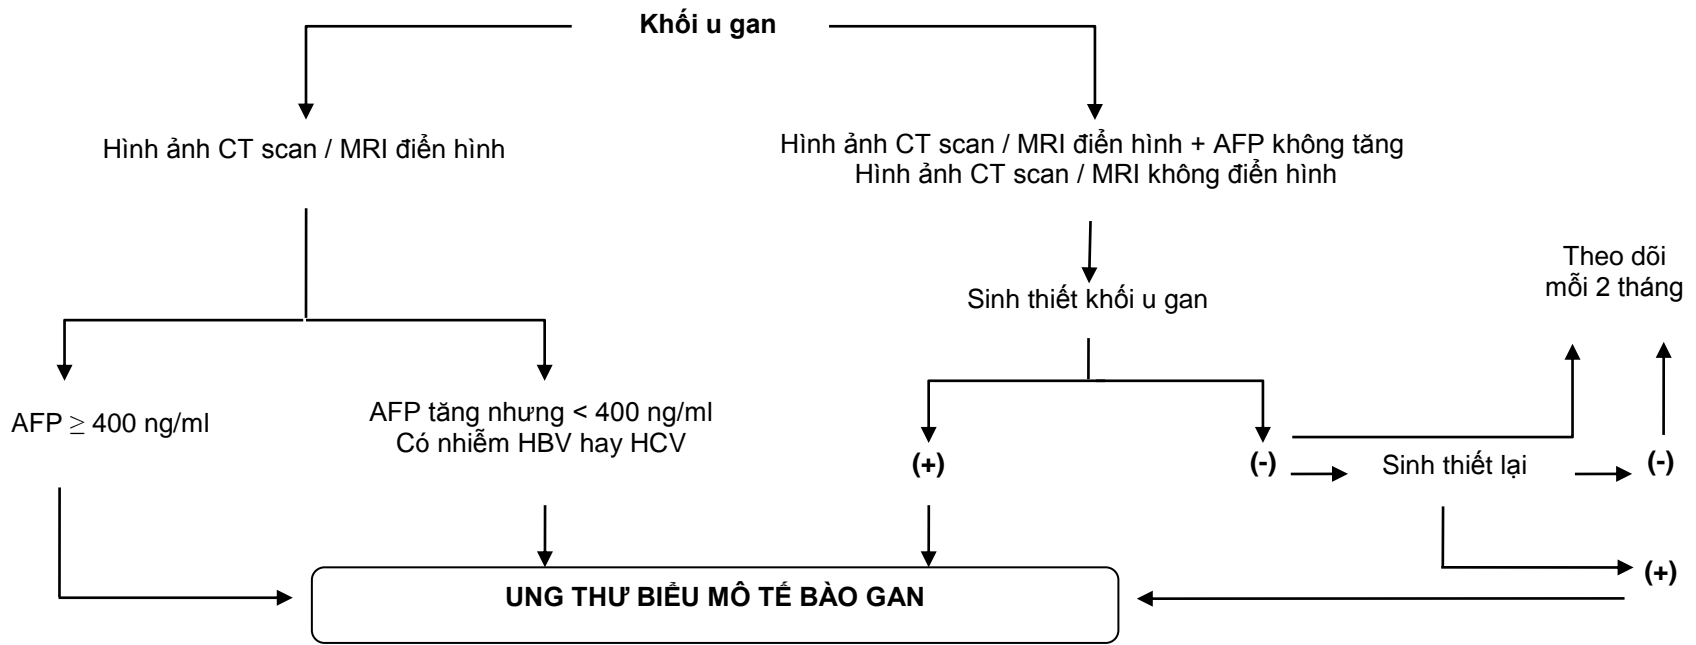 Khối u gan
Hình ảnh CT scan / MRI điển hình
Hình ảnh CT scan / MRI điển hình + AFP không tăng
Hình ảnh CT scan / MRI không điển hình
Theo dõi
mỗi 2 tháng
Sinh thiết khối u gan
AFP ≥ 400 ng/ml
AFP tăng nhưng < 400 ng/ml
Có nhiễm HBV hay HCV
(+)
(-)
Sinh thiết lại
(-)
(+)
UNG THƯ BIỂU MÔ TẾ BÀO GAN